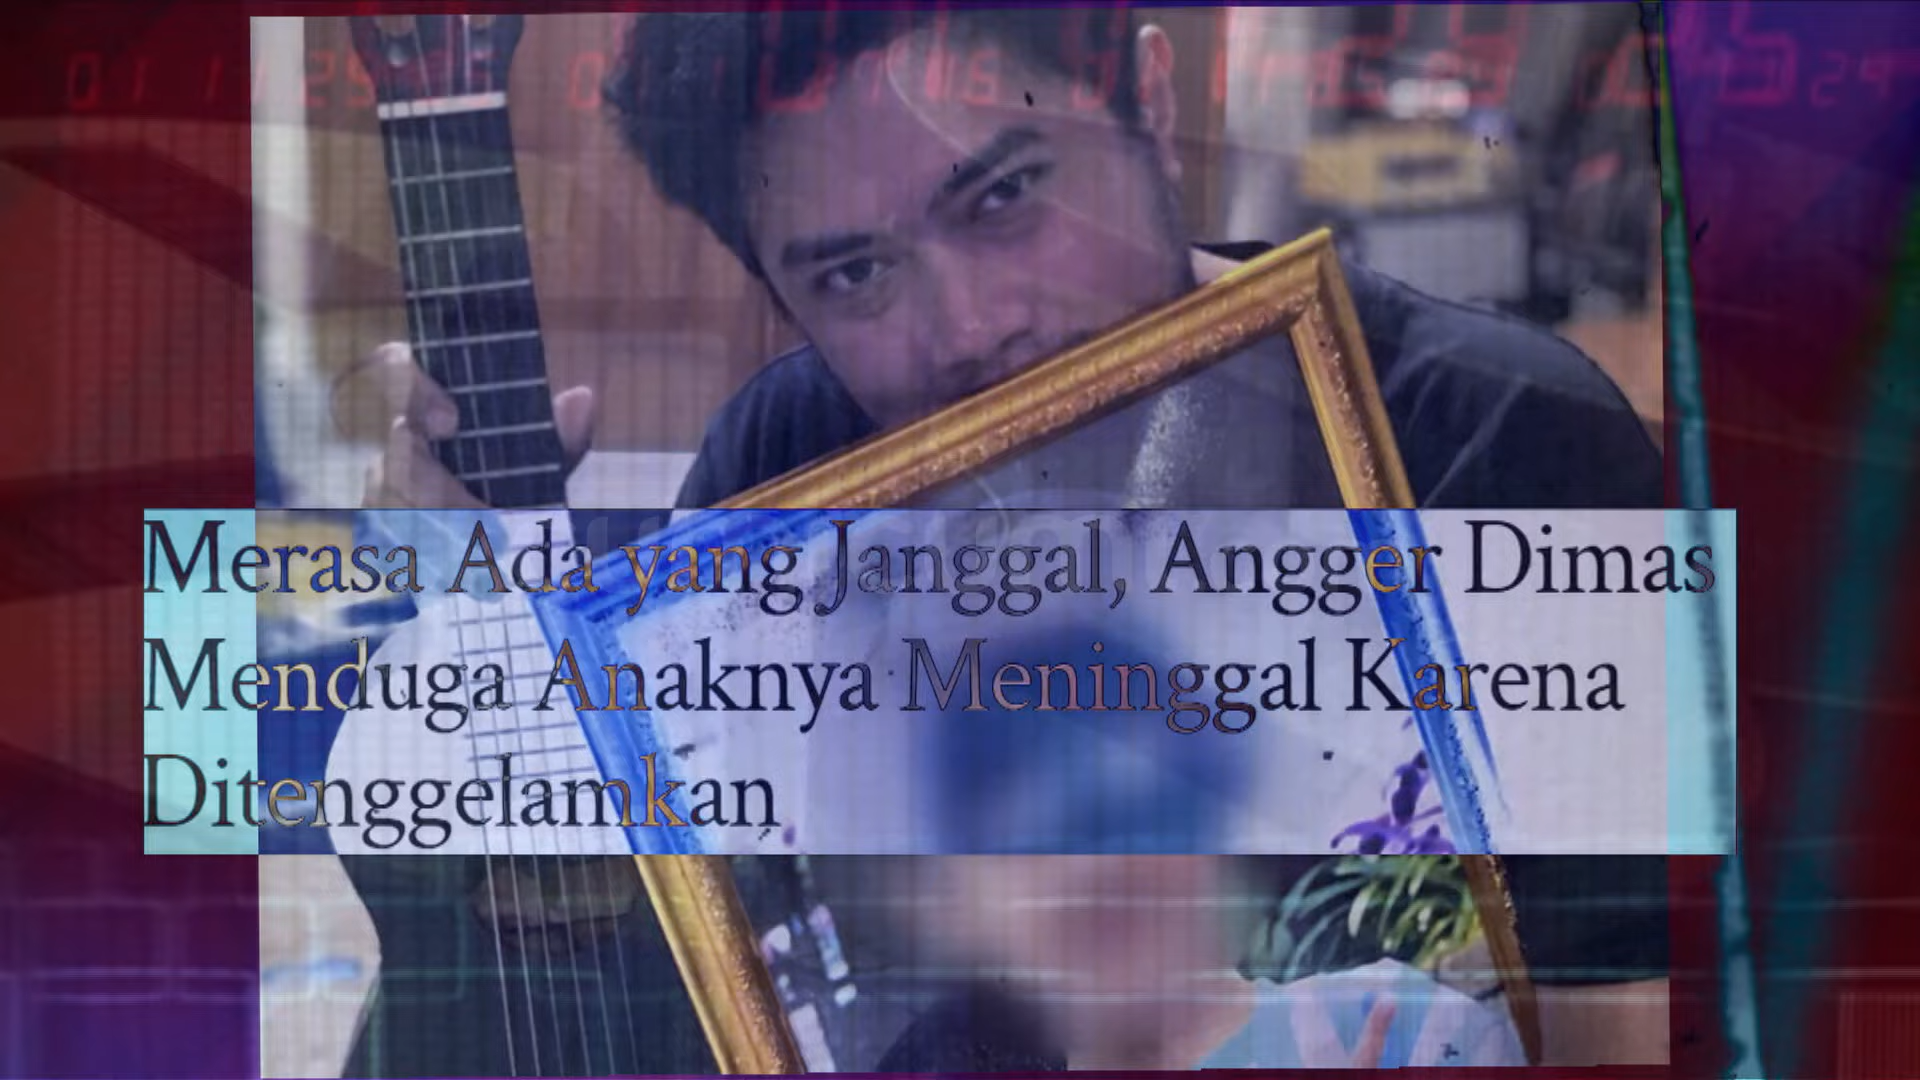 Merasa Ada yang Janggal, Angger Dimas
Menduga Anaknya Meninggal Karena
Ditenggelamkan